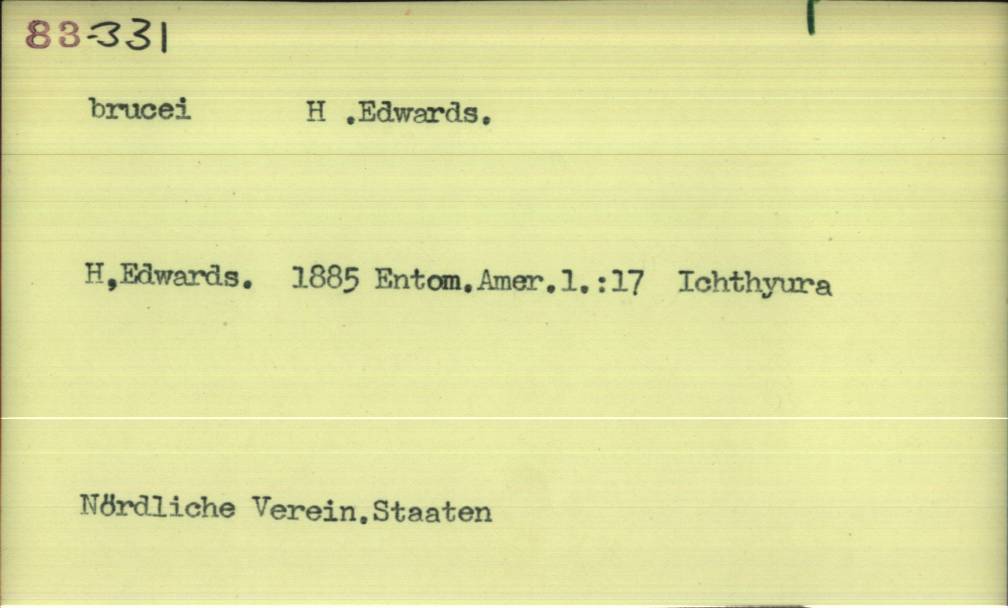 83-331
brucei H .Edwards.
H,Edwards. 1885 Entom.Amer.1.:17 Ichthyura
Nördliche Verein.Staaten